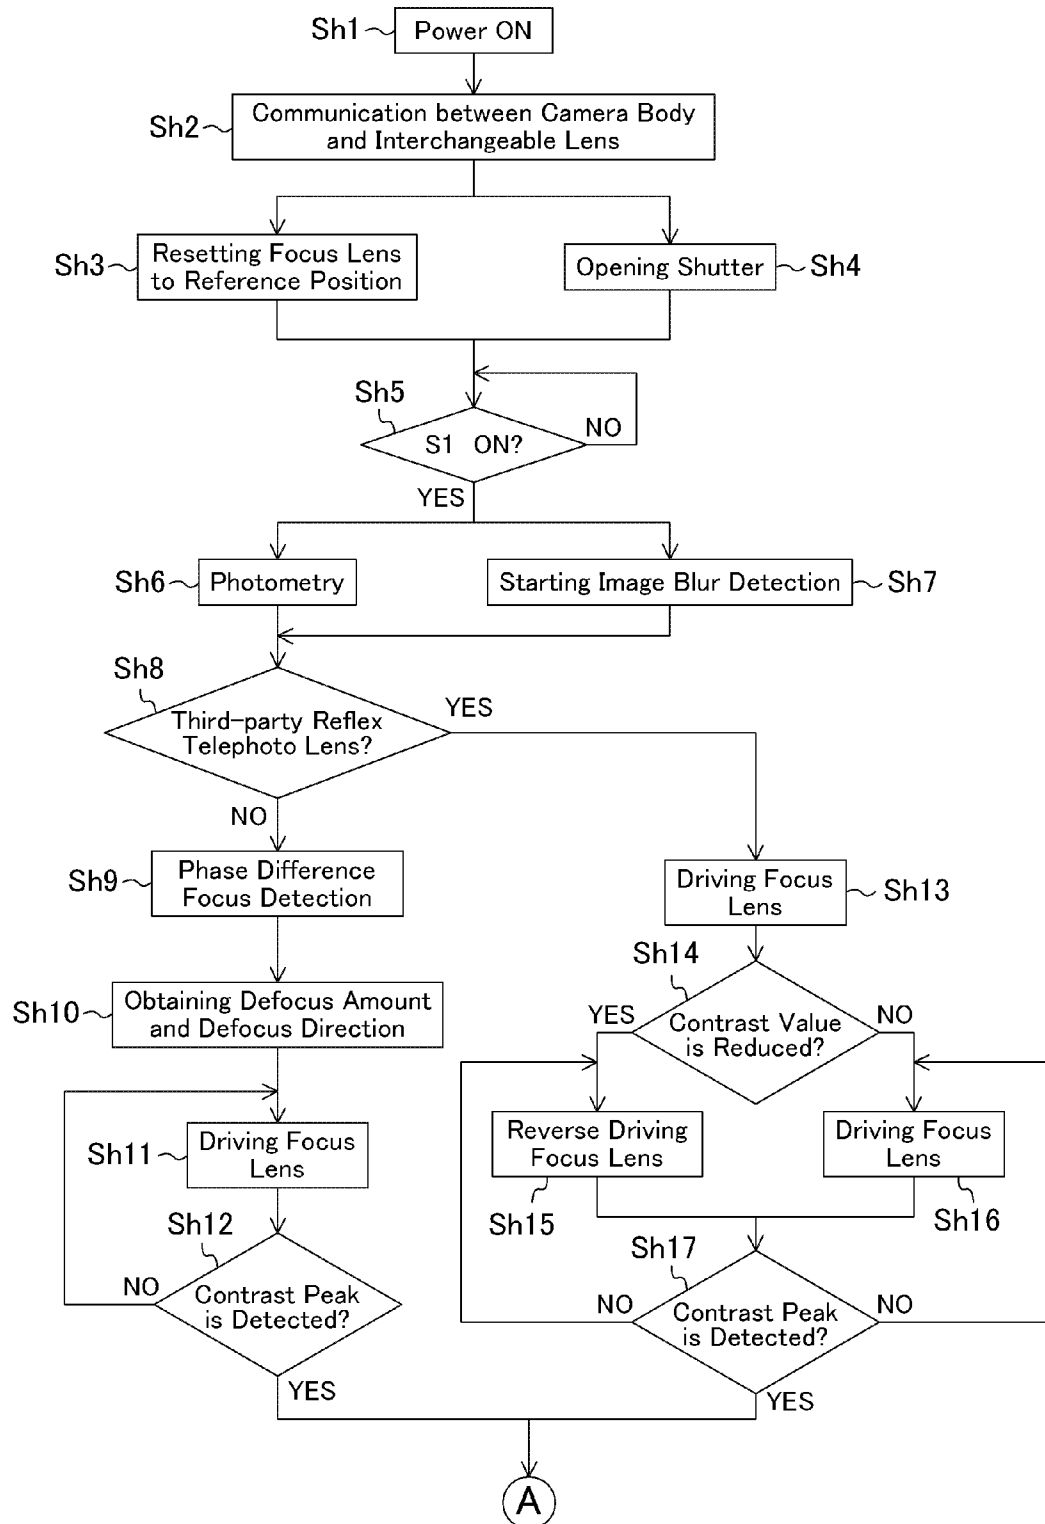 Sh1
Power ON
Sh2
Communication between Camera Body
and Interchangeable Lens
Sh3
Resetting Focus Lens
to Reference Position
Opening Shutter
Sh4
Sh5
S1 ON?
NO
YES
Sh6
Photometry
Starting Image Blur Detection
Sh7
Sh8
Third-party Reflex
Telephoto Lens?
YES
NO
Sh9
Phase Difference
Focus Detection
Driving Focus
Lens
Sh13
Sh10
Obtaining Defocus Amount
and Defocus Direction
Sh14
YES
Contrast Value
is Reduced?
NO
Sh11
Driving Focus
Lens
Reverse Driving
Focus Lens
Sh15
Driving Focus
Lens
Sh16
Sh12
NO
Contrast Peak
is Detected?
YES
Sh17
NO
Contrast Peak
is Detected?
NO
YES
A